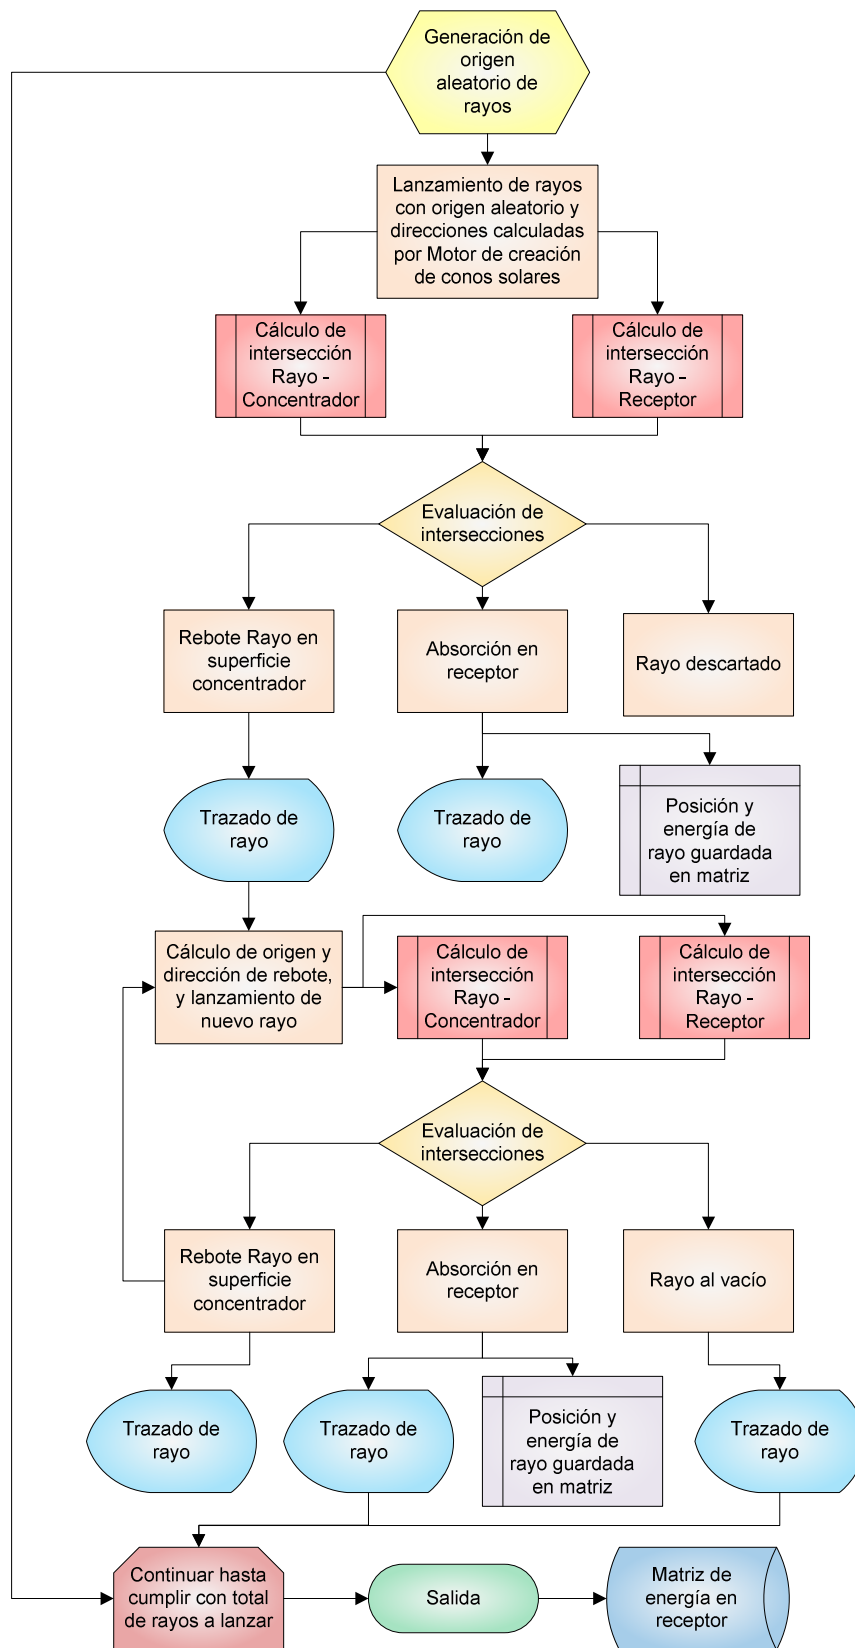 Generación de
origen
aleatorio de
rayos
Lanzamiento de rayos
con origen aleatorio y
direcciones calculadas
por Motor de creación
de conos solares
Cálculo de
intersección
Rayo -
Concentrador
Cálculo de
intersección
Rayo -
Receptor
Evaluación de
intersecciones
Rebote Rayo en
superficie
concentrador
Absorción en
receptor
Rayo descartado
Trazado de
rayo
Trazado de
rayo
Posición y
energía de
rayo guardada
en matriz
Cálculo de origen y
dirección de rebote,
y lanzamiento de
nuevo rayo
Cálculo de
intersección
Rayo -
Concentrador
Cálculo de
intersección
Rayo -
Receptor
Evaluación de
intersecciones
Rebote Rayo en
superficie
concentrador
Absorción en
receptor
Rayo al vacío
Trazado de
rayo
Trazado de
rayo
Posición y
energía de
rayo guardada
en matriz
Trazado de
rayo
Continuar hasta
cumplir con total
de rayos a lanzar
Salida
Matriz de
energía en
receptor